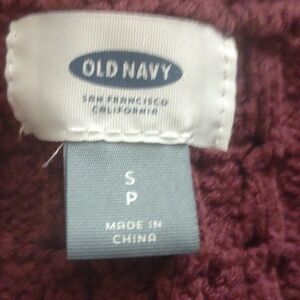 OLD NAVY
SAN FRANCISCO
CALIFORNIA
S
P
MADE IN
CHINA